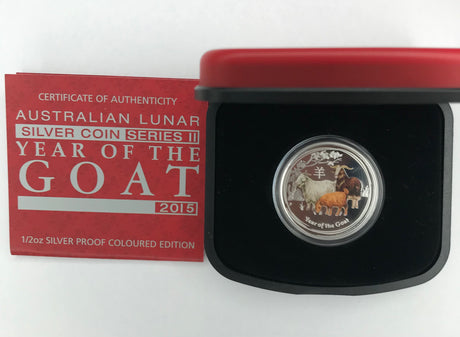 CERTIFICATE OF AUTHENTICITY
AUSTRALIAN LUNAR
SILVER COIN SERIES II
YEAR OF THE
GOAT
2015
1/2oz SILVER PROOF COLOURED EDITION
羊
Year of the Goat